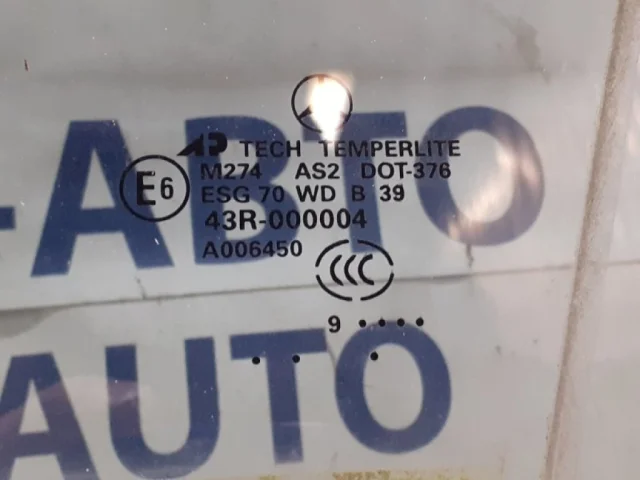 AP TECH TEMPERLITE
M274 AS2 DOT-376
E6
ESG 70 WD B 39
43R-000004
A006450
CCC
9 ••••
• • •
-АВТО
AUTO